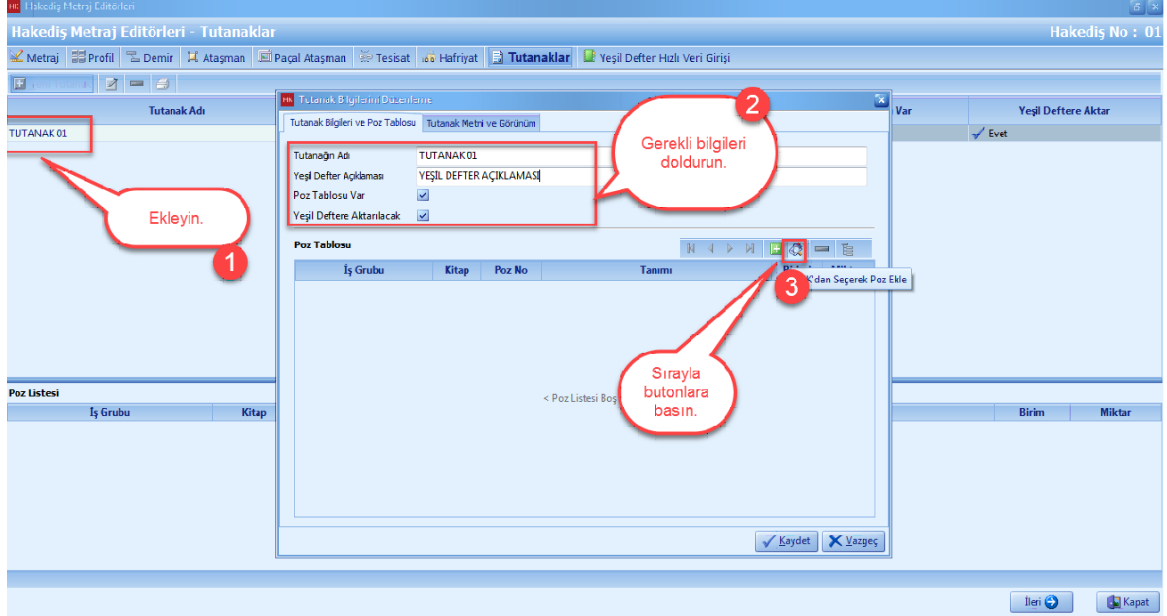 Hakediş Metraj Editörleri
Hakediş Metraj Editörleri - Tutanaklar
Hakediş No : 01
Metraj Profil Demir Ataşman Paçal Ataşman Tesisat Hafriyat Tutanaklar Yeşil Defter Hızlı Veri Girişi
Tutanak Adı
Var
Yeşil Deftere Aktar
TUTANAK 01
Evet
Ekleyin.
1
Tutanak Bilgilerini Düzenleme
Tutanak Bilgileri ve Poz Tablosu Tutanak Metni ve Görünüm
Tutanağın Adı TUTANAK 01
Yeşil Defter Açıklaması YEŞİL DEFTER AÇIKLAMASI
Poz Tablosu Var
Yeşil Deftere Aktarılacak
2
Gerekli bilgileri
doldurun.
Poz Tablosu
İş Grubu Kitap Poz No Tanımı
'dan Seçerek Poz Ekle
3
Sırayla
butonlara
basın.
< Poz Listesi Boş
Kaydet Vazgeç
Poz Listesi
İş Grubu Kitap Birim Miktar
İleri Kapat